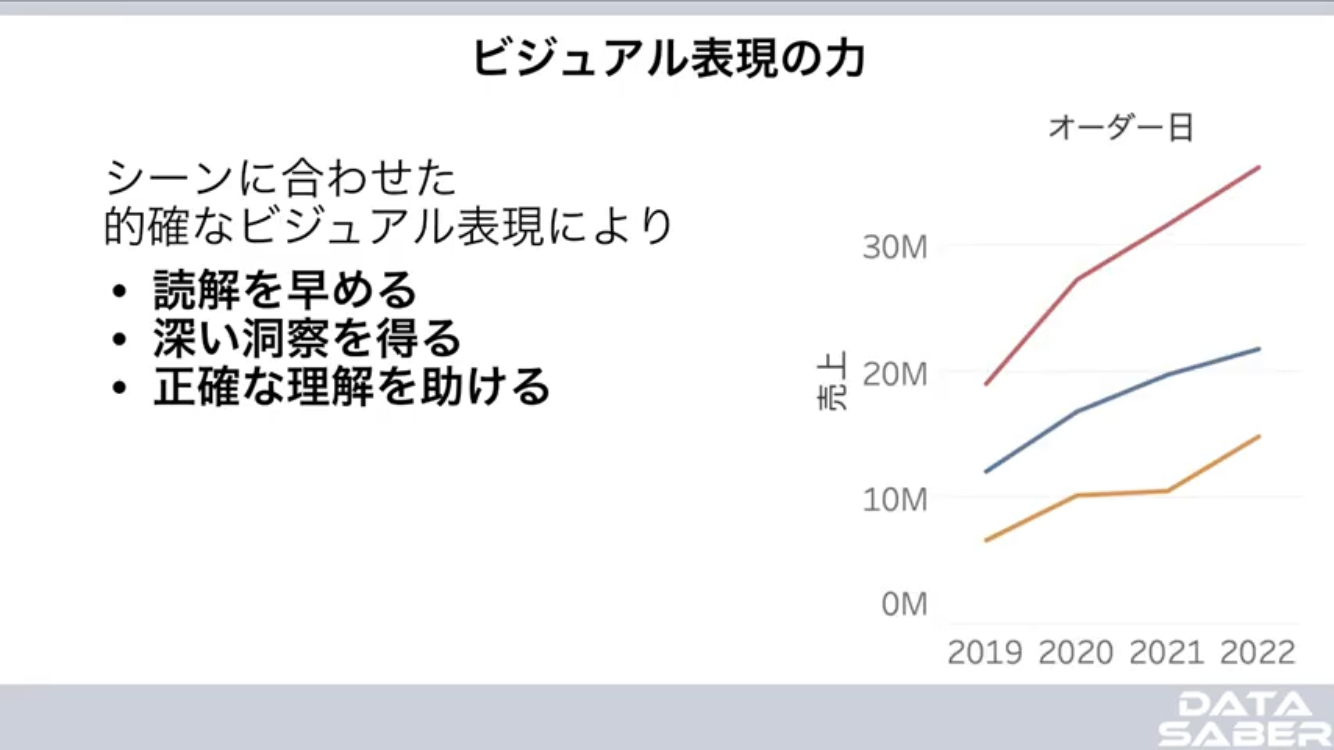 ビジュアル表現の力
シーンに合わせた
的確なビジュアル表現により
• 読解を早める
• 深い洞察を得る
• 正確な理解を助ける
オーダー日
売上
30M
20M
10M
0M
2019 2020 2021 2022
DATA
SABER